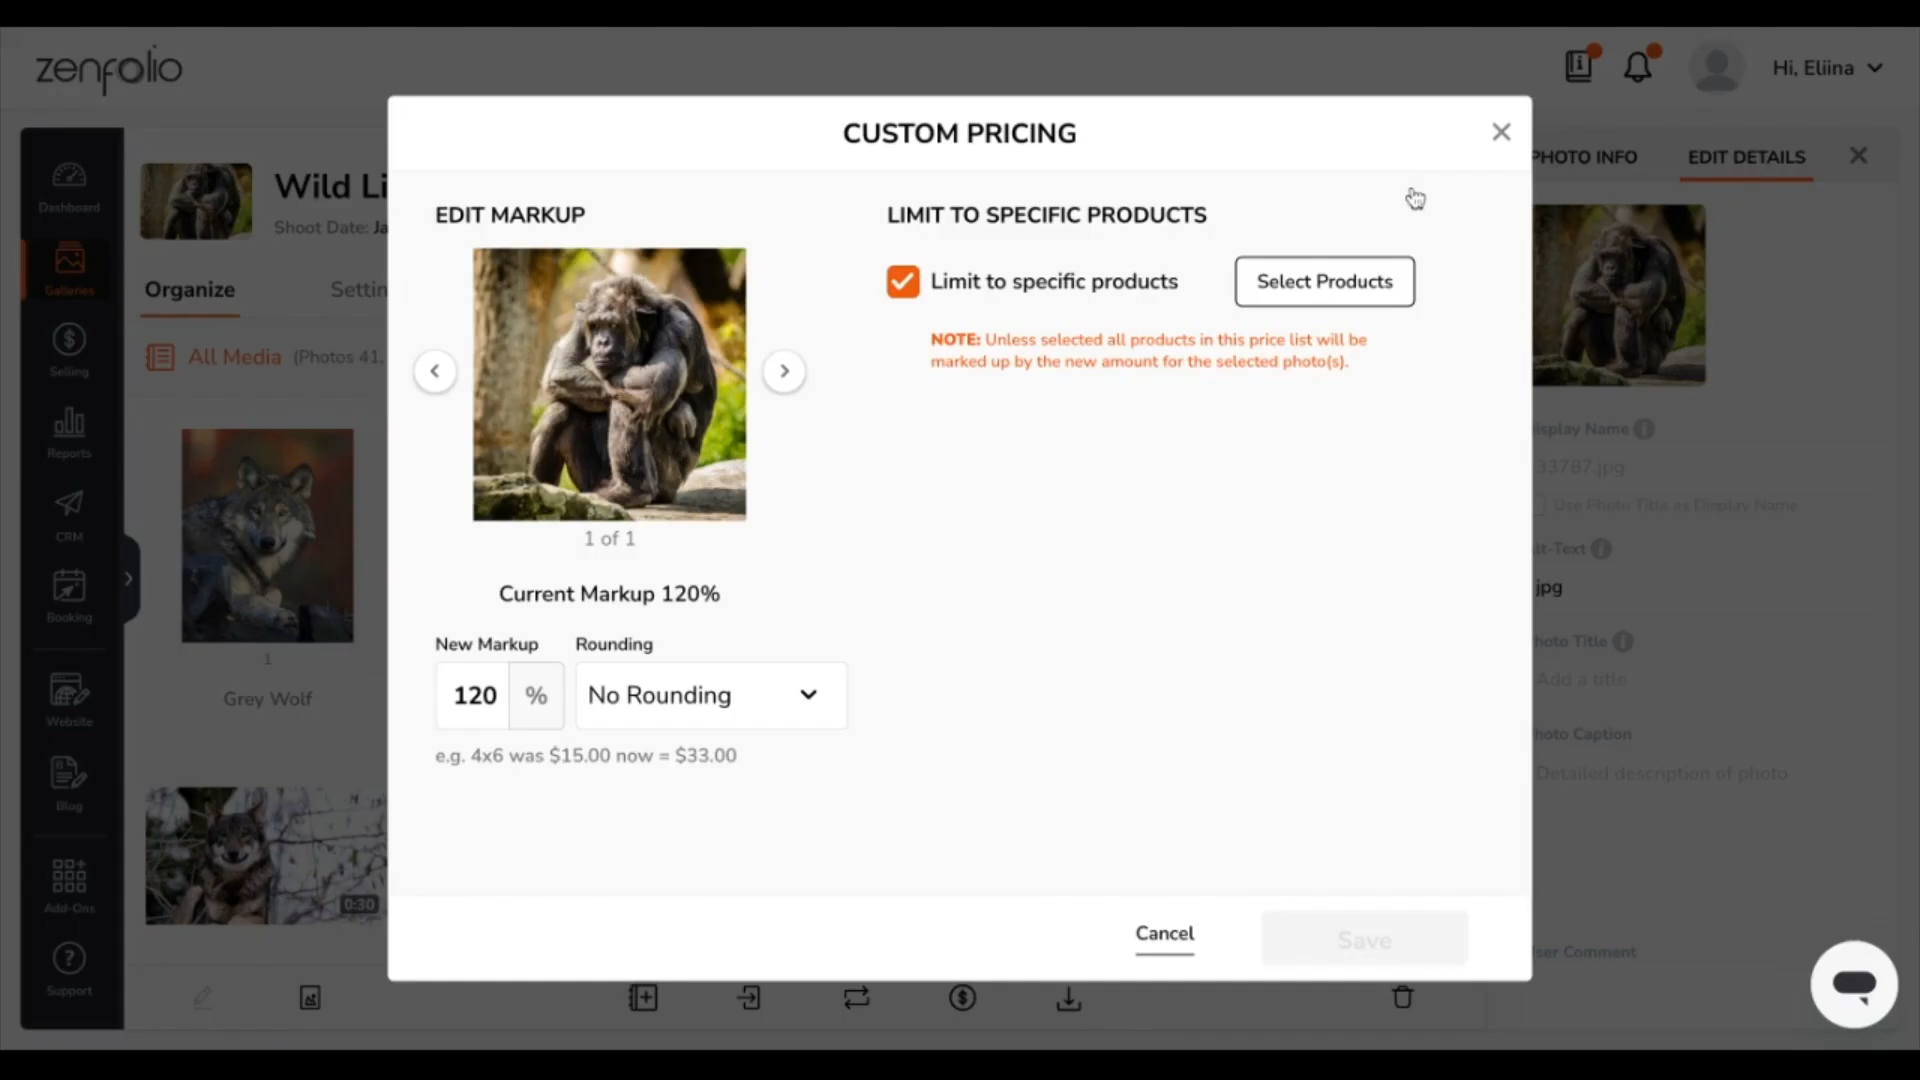 zenfolio
Hi, Eliina
CUSTOM PRICING
PHOTO INFO
EDIT DETAILS
Dashboard
Galleries
Selling
Reports
CRM
Booking
Website
Blog
Add-Ons
Support
Wild Li
Shoot Date: Ja
Organize
Settin
All Media (Photos 41,
1
Grey Wolf
0:30
EDIT MARKUP
1 of 1
Current Markup 120%
New Markup
Rounding
120 %
No Rounding
e.g. 4x6 was $15.00 now = $33.00
LIMIT TO SPECIFIC PRODUCTS
Limit to specific products
Select Products
NOTE: Unless selected all products in this price list will be
marked up by the new amount for the selected photo(s).
Cancel
Save
isplay Name
33787.jpg
Use Photo Title as Display Name
lt-Text
jpg
hoto Title
Add a title
hoto Caption
Detailed description of photo
ser Comment